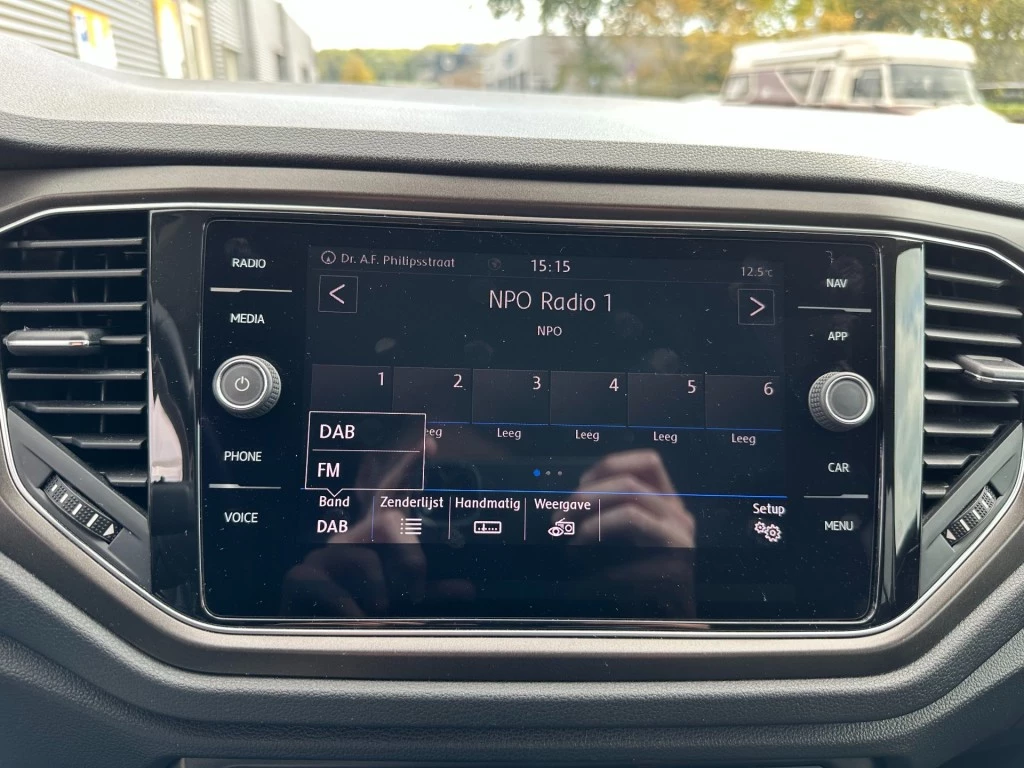 RADIO
MEDIA
PHONE
VOICE
Dr. A.F. Philipsstraat
15:15
12.5°C
<
NPO Radio 1
>
NPO
1 2 3 4 5 6
Leeg Leeg Leeg Leeg
DAB
FM
Band Zenderlijst Handmatig Weergave Setup
DAB
NAV
APP
CAR
MENU